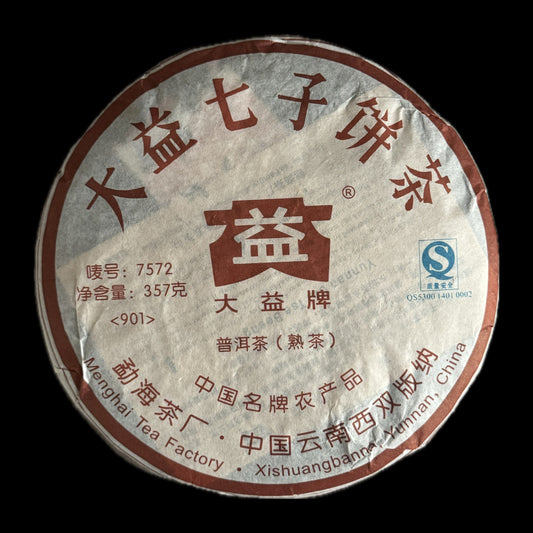 大益七子饼茶
益
®
大益牌
唛号: 7572
净含量: 357克
<901>
普洱茶（熟茶）
质量安全
QS5300 1401 0002
中国名牌农产品
勐海茶厂·中国云南西双版纳
Menghai Tea Factory · Xishuangbanna, Yunnan, China